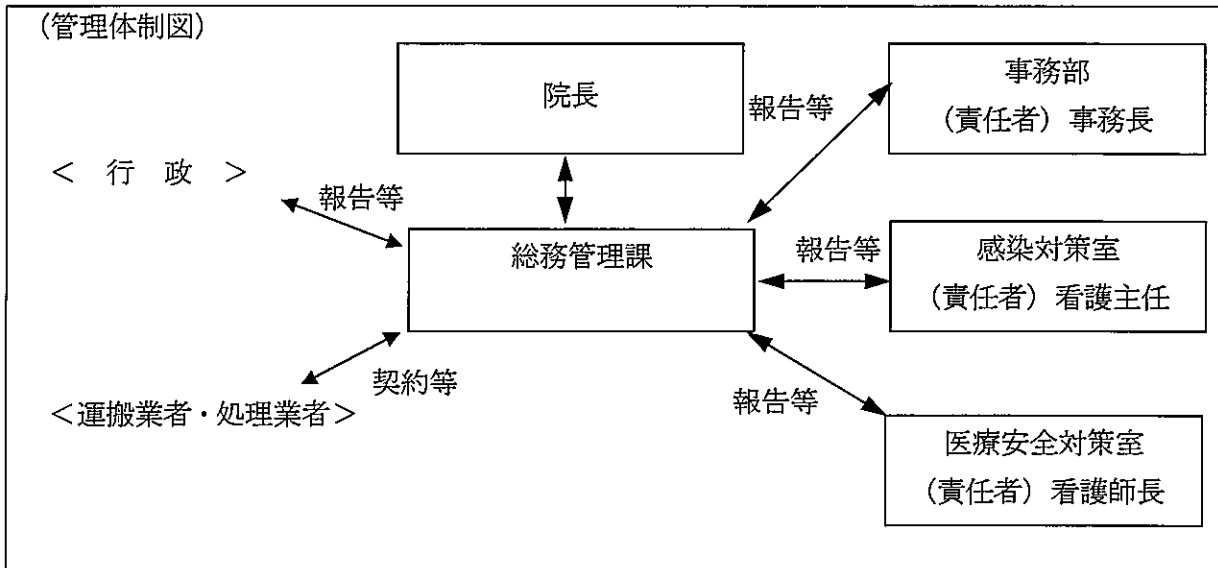 (管理体制図)
院長
報告等
事務部
(責任者) 事務長
< 行 政 >
報告等
総務管理課
報告等
感染対策室
(責任者) 看護主任
契約等
<運搬業者・処理業者>
報告等
医療安全対策室
(責任者) 看護師長